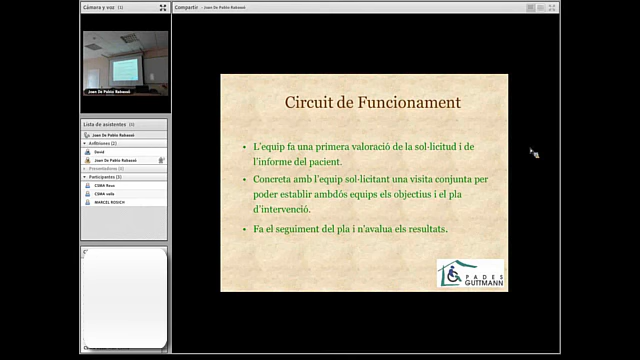 Cámara y voz (1)
Compartir - Joan De Pablo Rabassó
Joan De Pablo Rabassó
Lista de asistentes (5)
Joan De Pablo Rabassó
Anfitriones (2)
David
Joan De Pablo Rabassó
Presentadores (0)
Participantes (3)
CSMA Reus
CSMA valls
MARCEL ROSICH
Circuit de Funcionament
• L'equip fa una primera valoració de la sol·licitud i de
l'informe del pacient.
• Concreta amb l'equip sol·licitant una visita conjunta per
poder establir ambdós equips els objectius i el pla
d'intervenció.
• Fa el seguiment del pla i n'avalua els resultats.
PADES
GUTTMANN